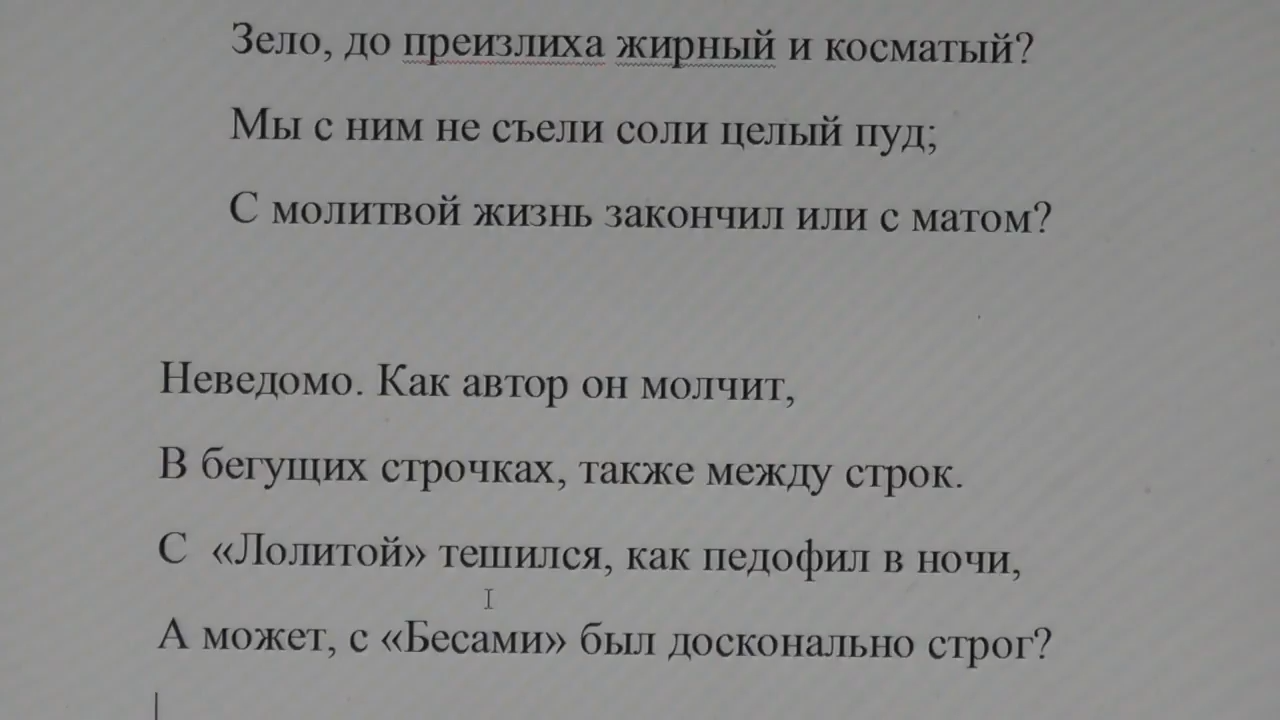 Зело, до преизлиха жирный и косматый?
Мы с ним не съели соли целый пуд;
С молитвой жизнь закончил или с матом?
Неведомо. Как автор он молчит,
В бегущих строчках, также между строк.
С «Лолитой» тешился, как педофил в ночи,
А может, с «Бесами» был досконально строг?